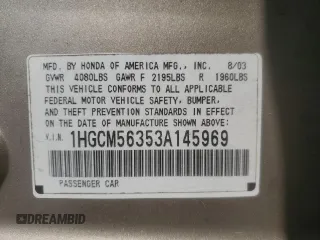 MFD. BY HONDA OF AMERICA MFG., INC. 8/03
GVWR 4080LBS GAWR F 2195LBS R 1960LBS
THIS VEHICLE CONFORMS TO ALL APPLICABLE
FEDERAL MOTOR VEHICLE SAFETY, BUMPER,
AND THEFT PREVENTION STANDARDS IN EFFECT
ON THE DATE OF MANUFACTURE SHOWN ABOVE.
V.I.N. 1HGCM56353A145969
PASSENGER CAR
DREAMBID